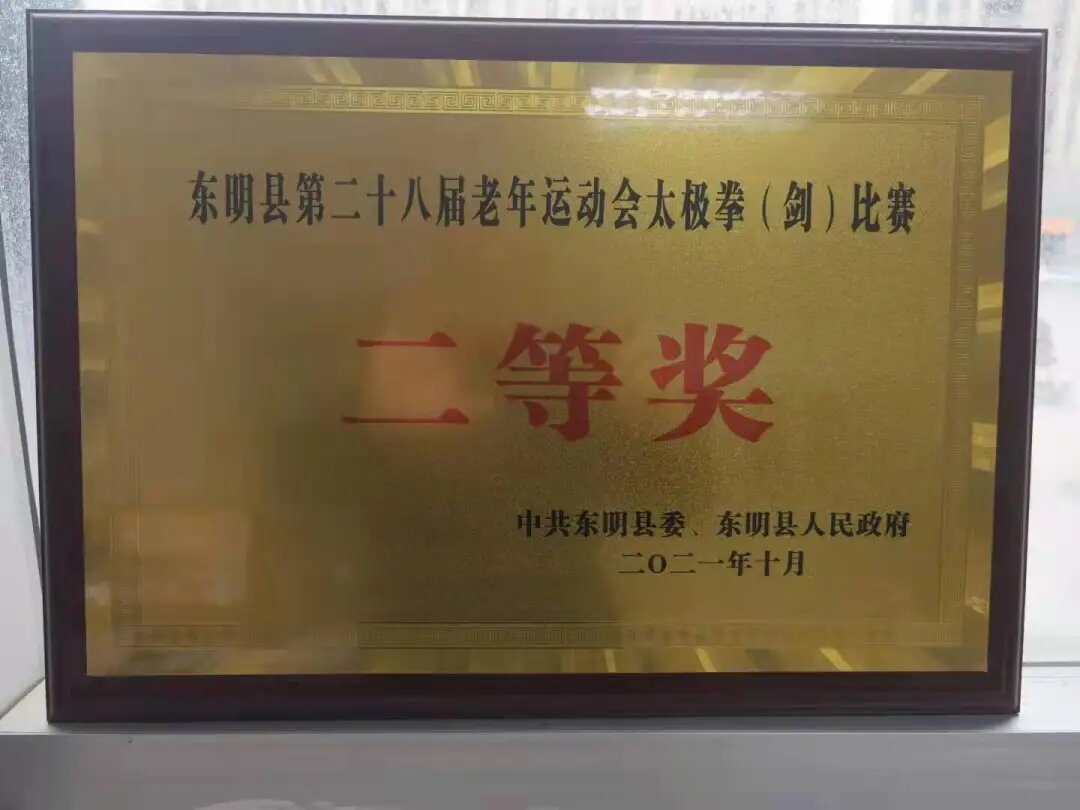 东明县第二十八届老年运动会太极拳（剑）比赛
二等奖
中共东明县委、东明县人民政府
二〇二一年十月